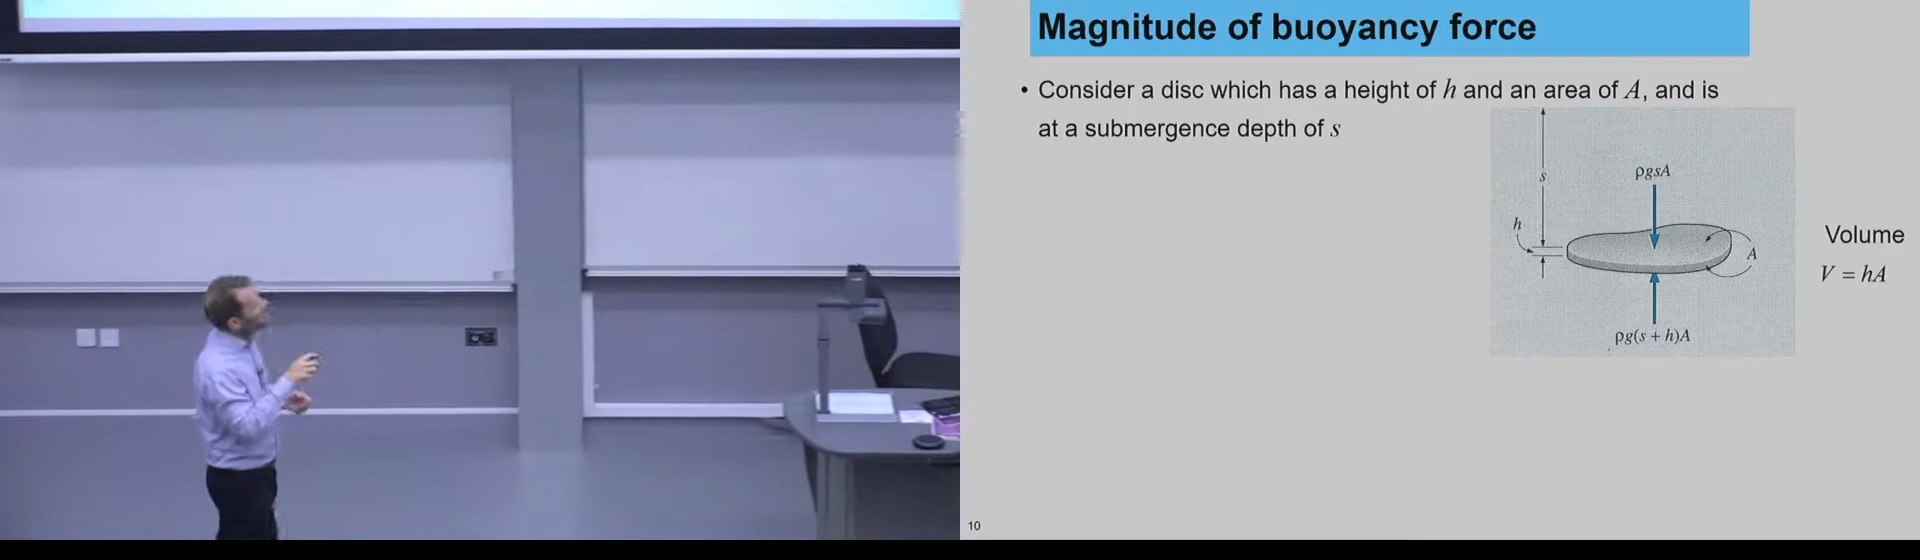 Magnitude of buoyancy force
• Consider a disc which has a height of h and an area of A, and is
at a submergence depth of s
ρgsA
s
h
A
Volume
V = hA
ρg(s + h)A
10